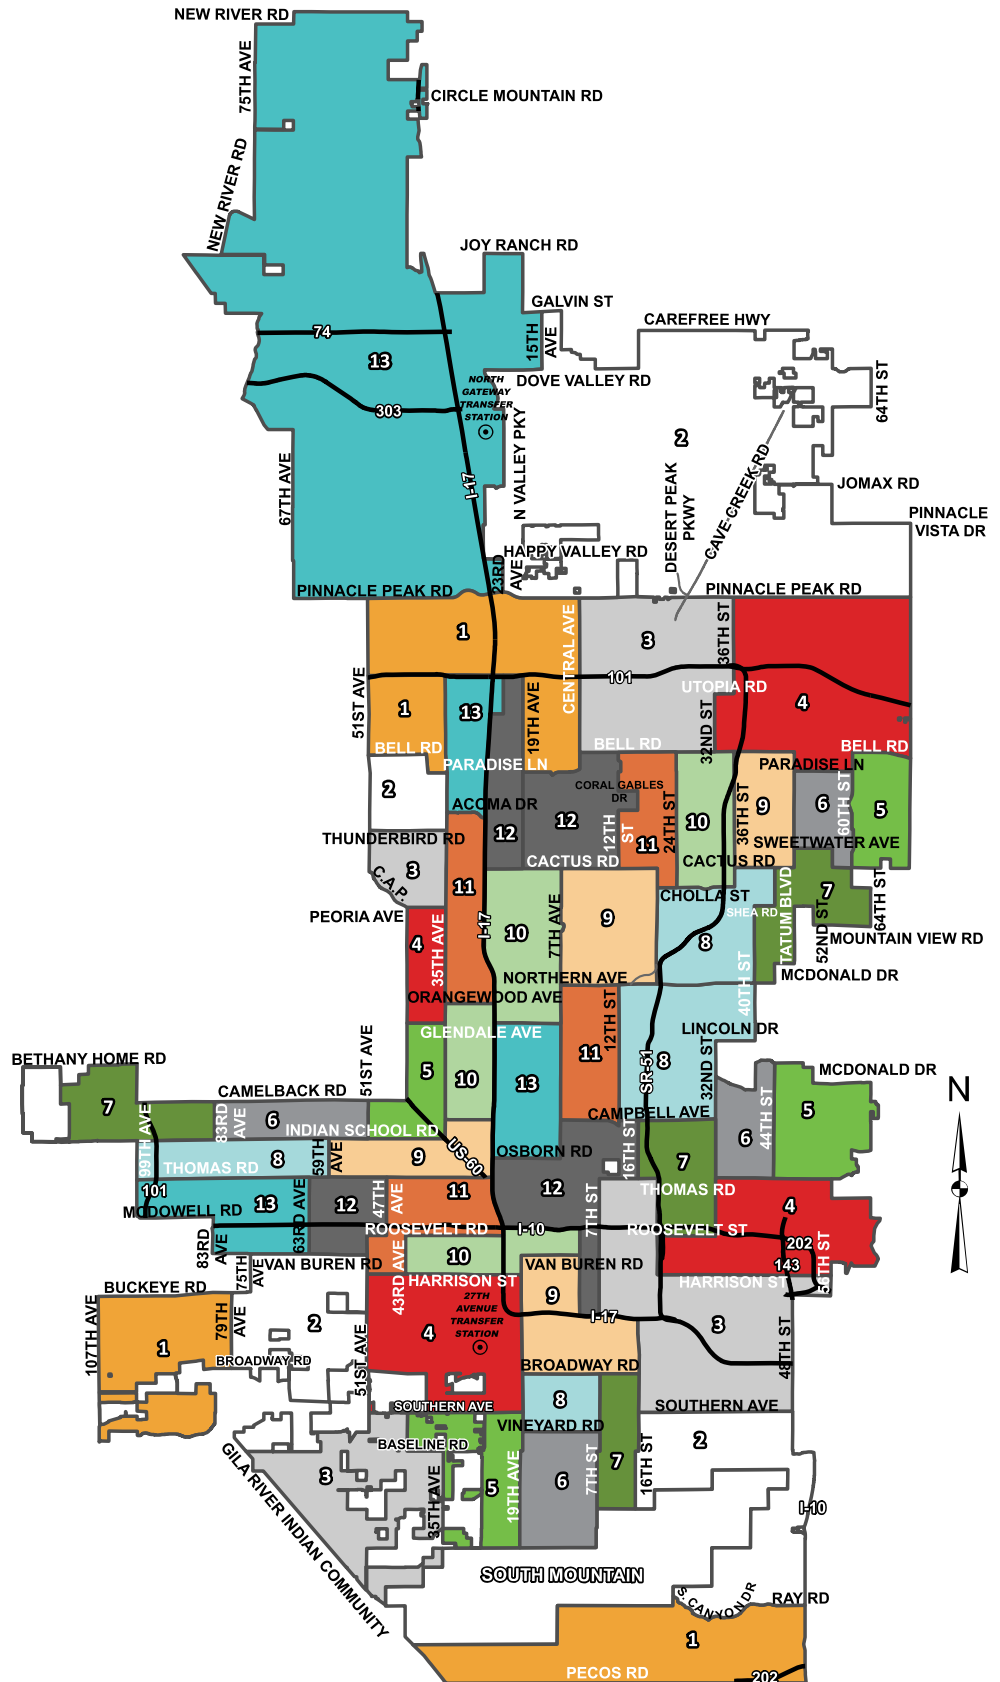 NEW RIVER RD
75TH AVE
CIRCLE MOUNTAIN RD
NEW RIVER RD
JOY RANCH RD
GALVIN ST
15TH
AVE
CAREFREE HWY
74
13
64TH ST
NORTH
GATEWAY
TRANSFER
STATION
DOVE VALLEY RD
303
2
N VALLEY PKY
67TH AVE
I-17
CAVE CREEK RD
DESERT PEAK
PKWY
JOMAX RD
PINNACLE
VISTA DR
HAPPY VALLEY RD
23RD
AVE
PINNACLE PEAK RD
PINNACLE PEAK RD
1
CENTRAL AVE
3
36TH ST
51ST AVE
101
UTOPIA RD
4
1
13
19TH AVE
32ND ST
BELL RD
BELL RD
BELL RD
PARADISE LN
PARADISE LN
2
CORAL GABLES
DR
ACOMA DR
12
12
12TH
ST
24TH ST
10
36TH ST
9
6
60TH ST
5
THUNDERBIRD RD
11
SWEETWATER AVE
CACTUS RD
CACTUS RD
3
C.A.P.
11
CHOLLA ST
TATUM BLVD
7
64TH ST
PEORIA AVE
35TH AVE
4
I-17
10
7TH AVE
9
SHEA RD
8
52ND ST
MOUNTAIN VIEW RD
NORTHERN AVE
40TH ST
MCDONALD DR
ORANGEWOOD AVE
12TH ST
GLENDALE AVE
LINCOLN DR
51ST AVE
BETHANY HOME RD
5
10
13
11
SR-51
8
32ND ST
MCDONALD DR
N
CAMELBACK RD
7
99TH AVE
83RD
AVE
6
INDIAN SCHOOL RD
CAMPBELL AVE
16TH ST
6
44TH ST
5
THOMAS RD
8
59TH
AVE
9
US-60
OSBORN RD
7
101
MCDOWELL RD
13
63RD AVE
12
47TH
AVE
11
12
7TH ST
THOMAS RD
4
ROOSEVELT RD
I-10
ROOSEVELT ST
83RD
AVE
75TH
AVE
VAN BUREN RD
43RD AVE
10
VAN BUREN RD
202
143
56TH ST
BUCKEYE RD
HARRISON ST
HARRISON ST
107TH AVE
79TH
AVE
2
27TH
AVENUE
TRANSFER
STATION
4
9
I-17
3
48TH ST
1
BROADWAY RD
51ST AVE
BROADWAY RD
SOUTHERN AVE
8
SOUTHERN AVE
VINEYARD RD
BASELINE RD
GILA RIVER INDIAN COMMUNITY
3
35TH AVE
5
19TH AVE
6
7TH ST
7
16TH ST
2
I-10
SOUTH MOUNTAIN
S. CANYON DR
RAY RD
1
PECOS RD
202